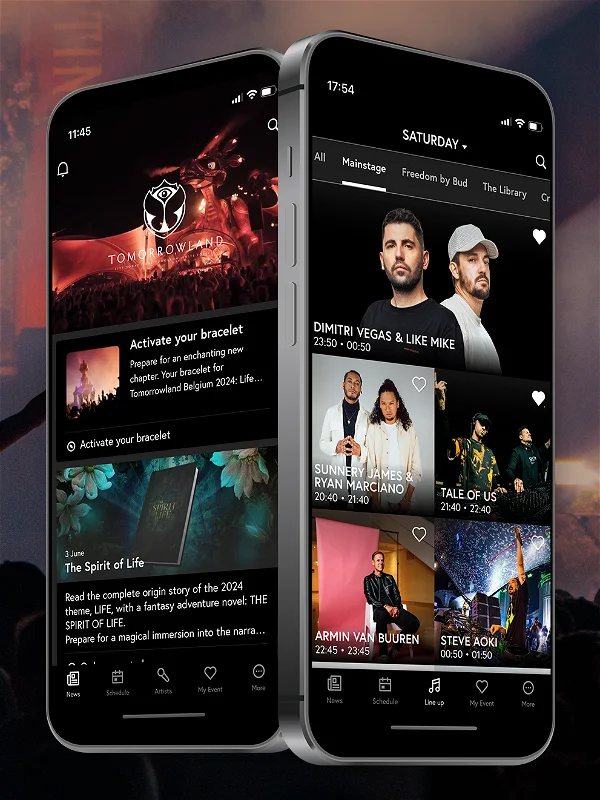 11:45
TOMORROWLAND
Activate your bracelet
Prepare for an enchanting new
chapter. Your bracelet for
Tomorrowland Belgium 2024: Life...
Activate your bracelet
THE
SPIRIT
OF
LIFE
3 June
The Spirit of Life
Read the complete origin story of the 2024
theme, LIFE, with a fantasy adventure novel: THE
SPIRIT OF LIFE.
Prepare for a magical immersion into the narra...
News
Schedule
Artists
My Event
More
17:54
SATURDAY
All
Mainstage
Freedom by Bud
The Library
Cr
DIMITRI VEGAS & LIKE MIKE
23:50 • 00:50
SUNNERY JAMES &
RYAN MARCIANO
20:40 • 21:40
TALE OF US
21:40 • 22:40
ARMIN VAN BUUREN
22:45 • 23:45
STEVE AOKI
00:50 • 01:50
News
Schedule
Line up
My Event
More